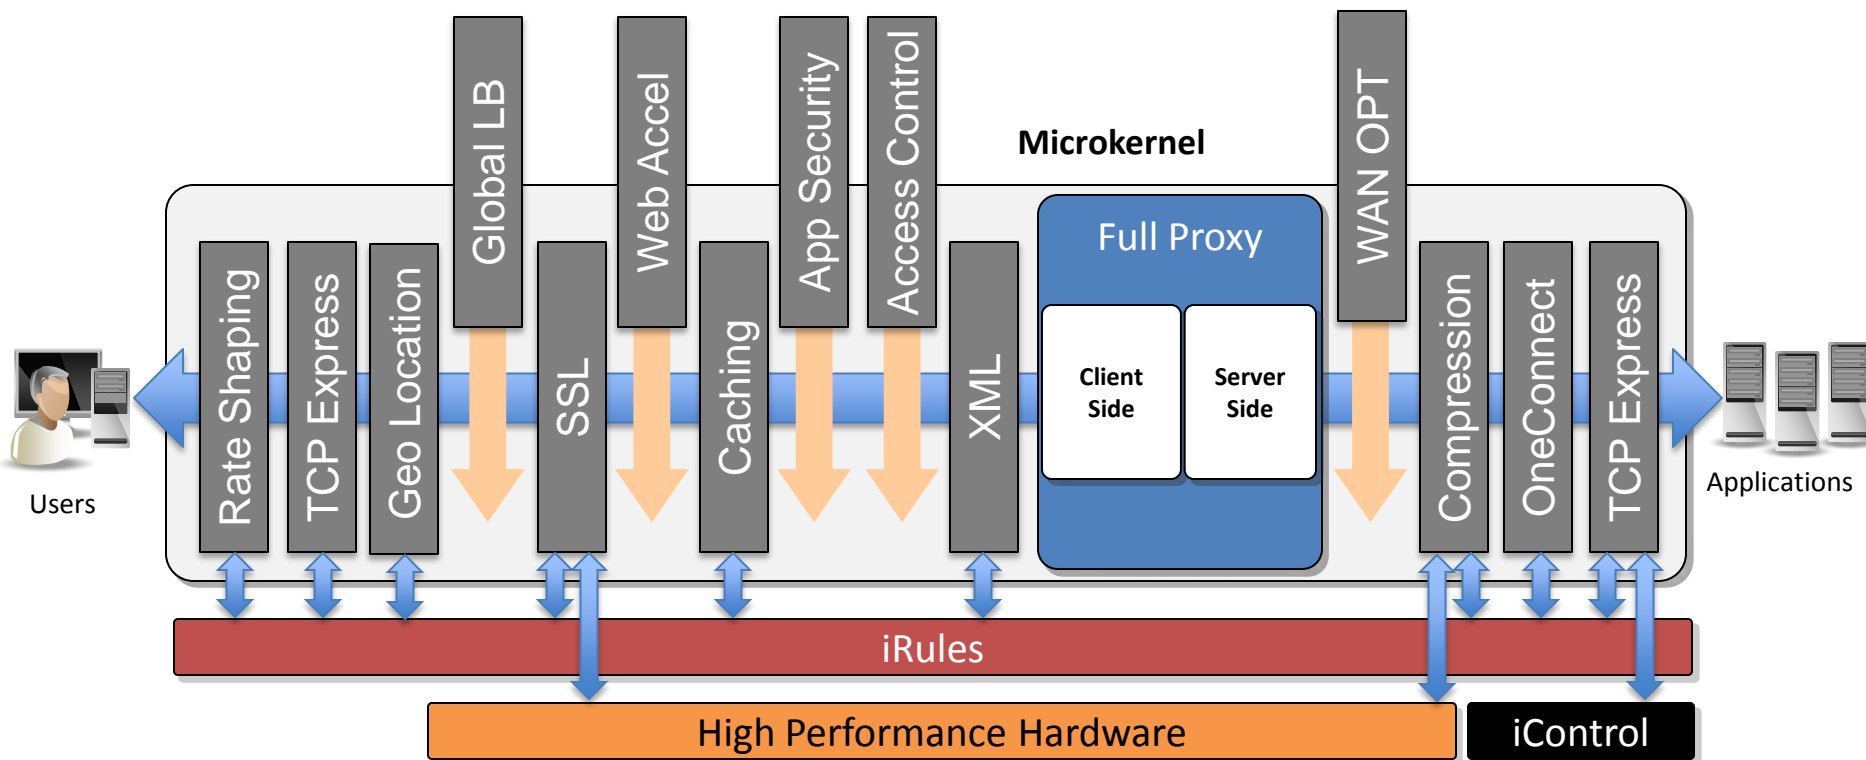 Microkernel
Global LB
Web Accel
App Security
Access Control
WAN OPT
Rate Shaping
TCP Express
Geo Location
SSL
Caching
XML
Full Proxy
Client
Side
Server
Side
Compression
OneConnect
TCP Express
Users
Applications
iRules
High Performance Hardware
iControl